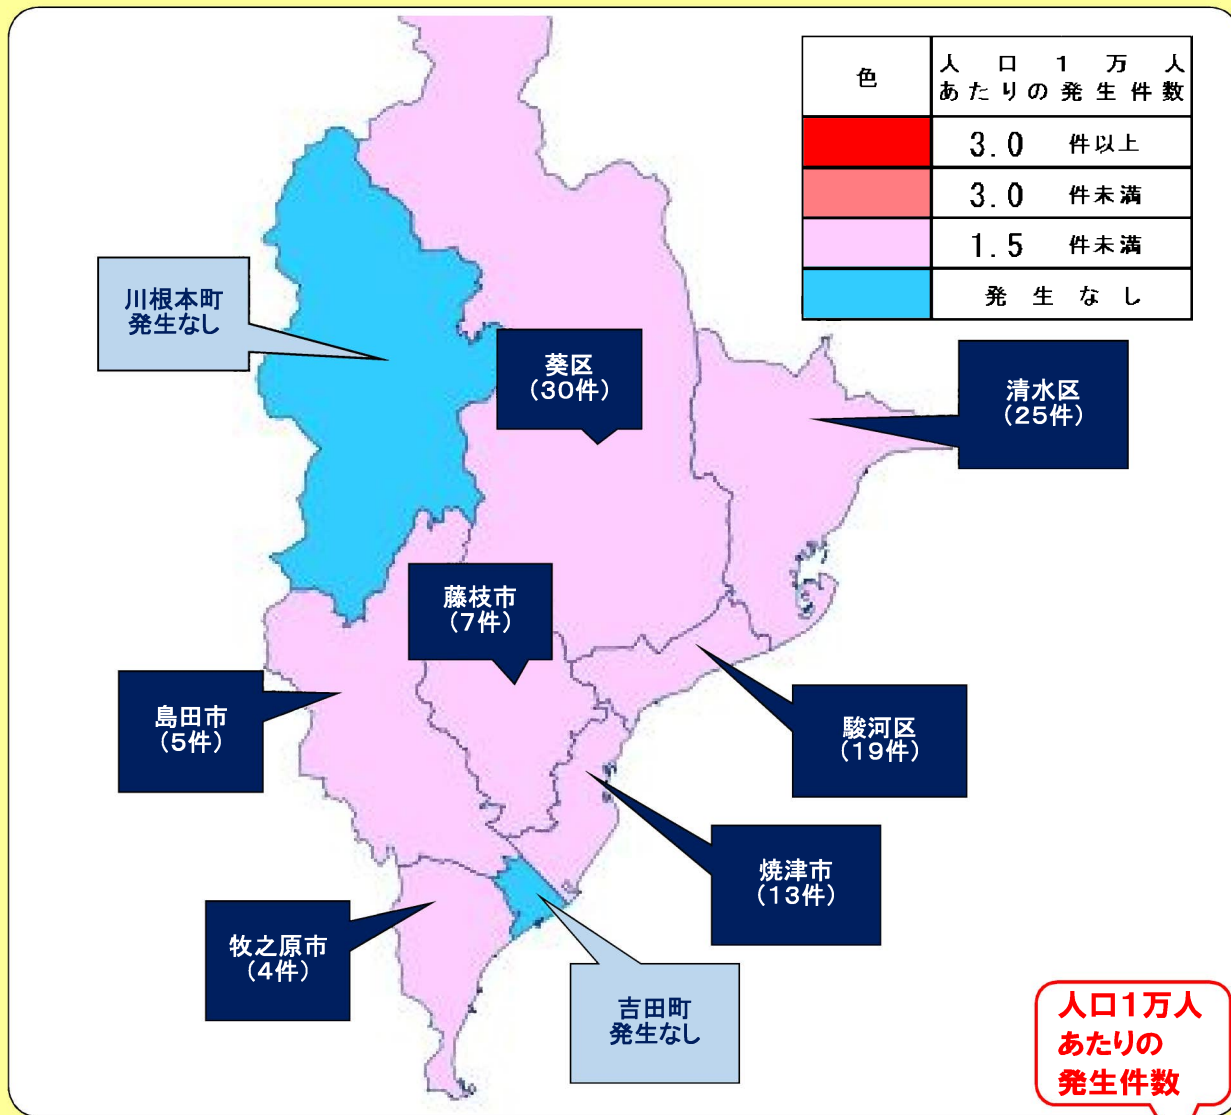 色
人口1万人
あたりの発生件数
3.0 件以上
3.0 件未満
1.5 件未満
発生なし
川根本町
発生なし
葵区
(30件)
清水区
(25件)
藤枝市
(7件)
島田市
(5件)
駿河区
(19件)
焼津市
(13件)
牧之原市
(4件)
吉田町
発生なし
人口1万人
あたりの
発生件数